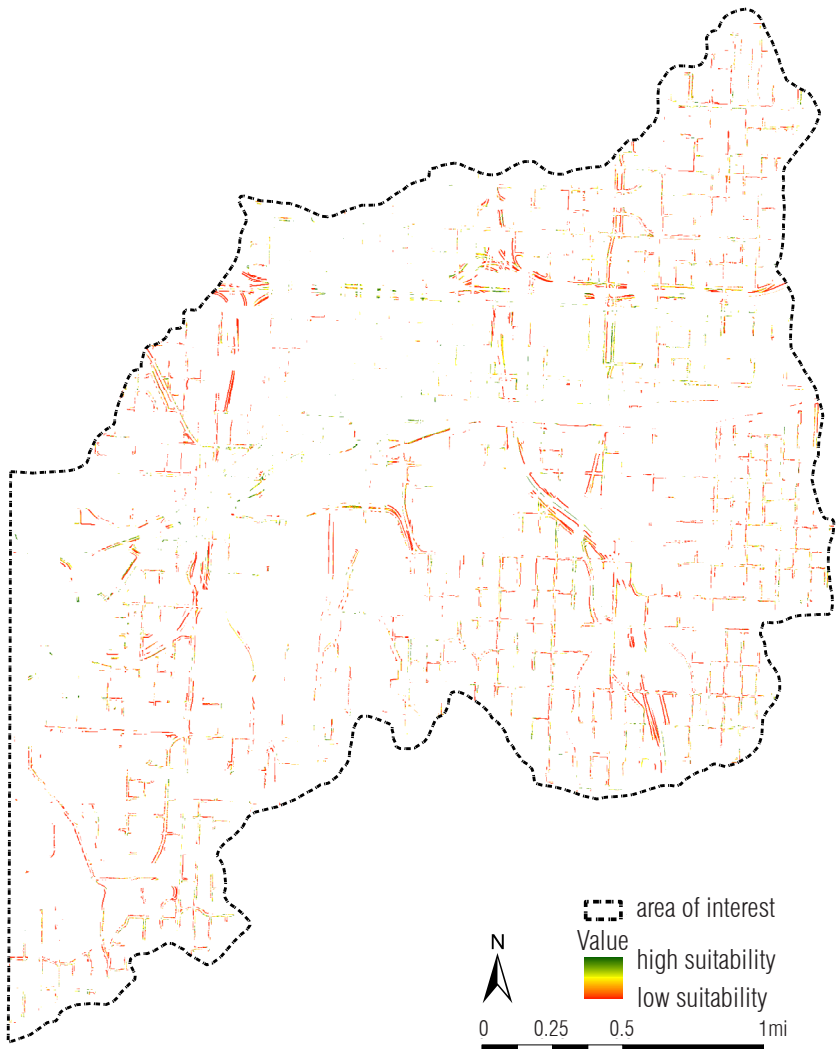 area of interest
Value
high suitability
low suitability
N
0 0.25 0.5 1mi